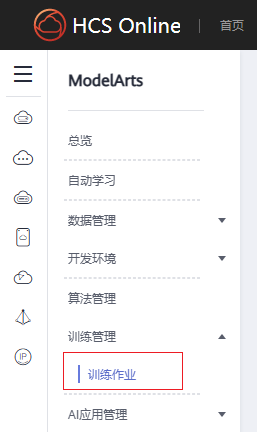 HCS Online | 首页
ModelArts
总览
自动学习
数据管理
开发环境
算法管理
训练管理
训练作业
AI应用管理
IP